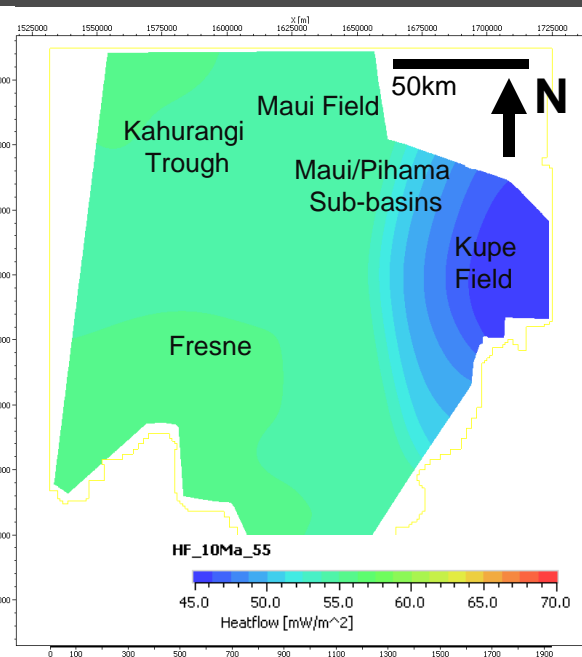 X [m]
1525000 1550000 1575000 1600000 1625000 1650000 1675000 1700000 1725000
50km
N
Maui Field
Kahurangi
Trough
Maui/Pihama
Sub-basins
Kupe
Field
Fresne
HF_10Ma_55
45.0 50.0 55.0 60.0 65.0 70.0
Heatflow [mW/m^2]
0 100 300 500 700 900 1100 1300 1500 1700 1900